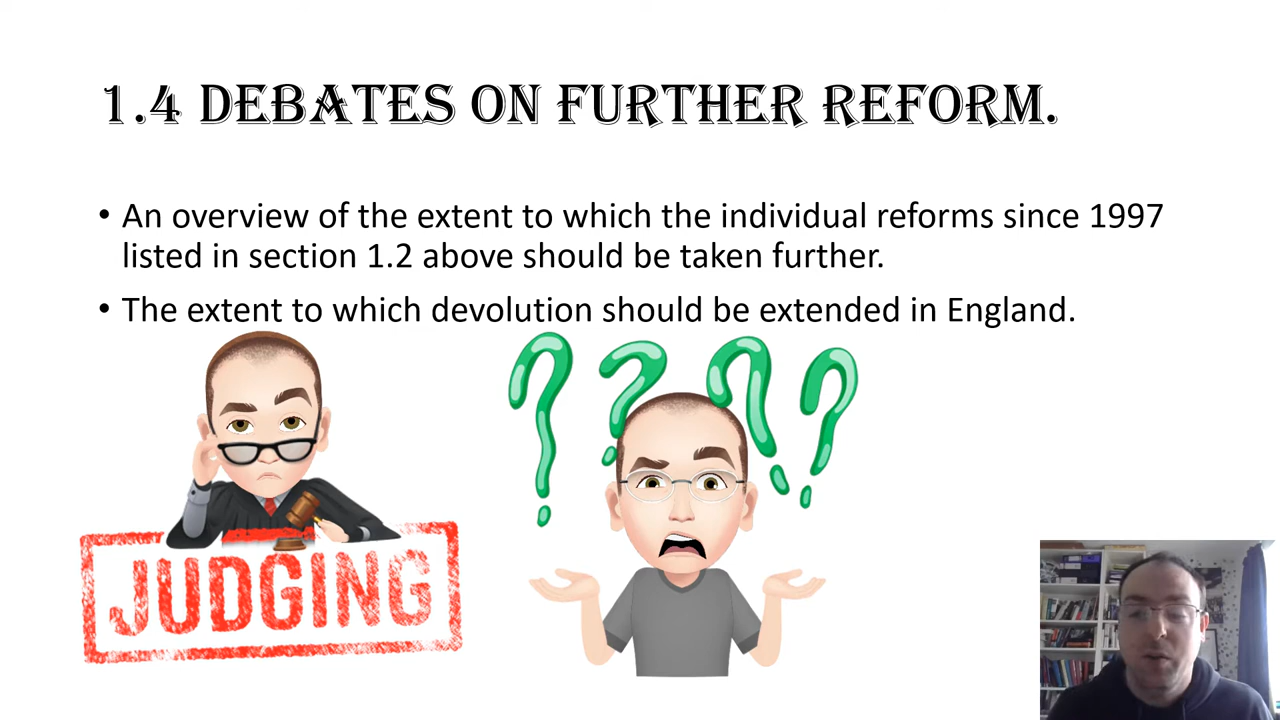 1.4 DEBATES ON FURTHER REFORM.
• An overview of the extent to which the individual reforms since 1997
listed in section 1.2 above should be taken further.
• The extent to which devolution should be extended in England.
JUDGING